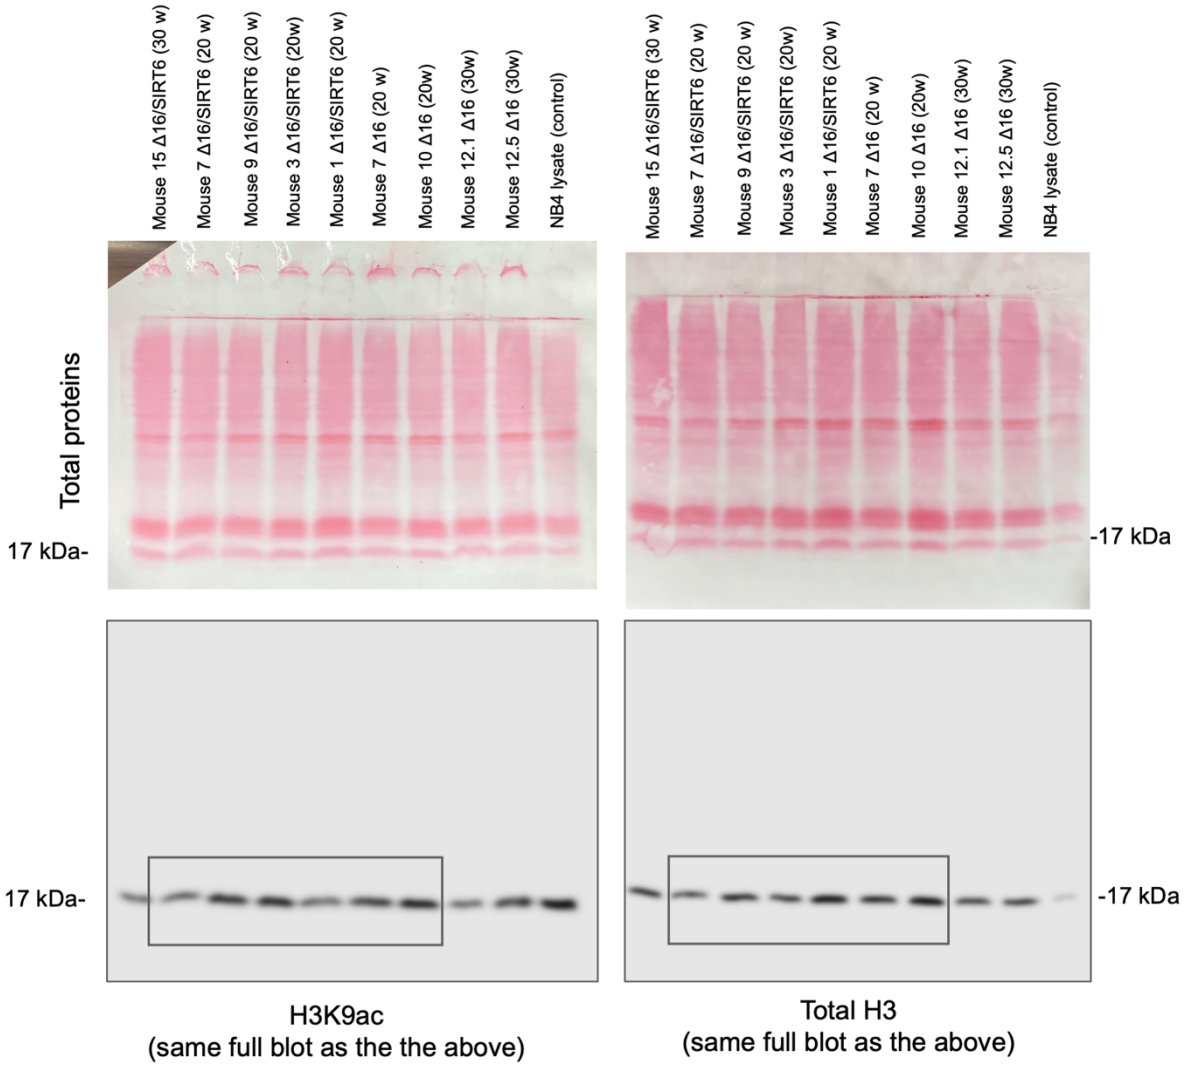 Mouse 15 Δ16/SIRT6 (30 w)
Mouse 7 Δ16/SIRT6 (20 w)
Mouse 9 Δ16/SIRT6 (20 w)
Mouse 3 Δ16/SIRT6 (20w)
Mouse 1 Δ16/SIRT6 (20 w)
Mouse 7 Δ16 (20 w)
Mouse 10 Δ16 (20w)
Mouse 12.1 Δ16 (30w)
Mouse 12.5 Δ16 (30w)
NB4 lysate (control)
Mouse 15 Δ16/SIRT6 (30 w)
Mouse 7 Δ16/SIRT6 (20 w)
Mouse 9 Δ16/SIRT6 (20 w)
Mouse 3 Δ16/SIRT6 (20w)
Mouse 1 Δ16/SIRT6 (20 w)
Mouse 7 Δ16 (20 w)
Mouse 10 Δ16 (20w)
Mouse 12.1 Δ16 (30w)
Mouse 12.5 Δ16 (30w)
NB4 lysate (control)
Total proteins
17 kDa-
-17 kDa
17 kDa-
-17 kDa
H3K9ac
(same full blot as the the above)
Total H3
(same full blot as the above)